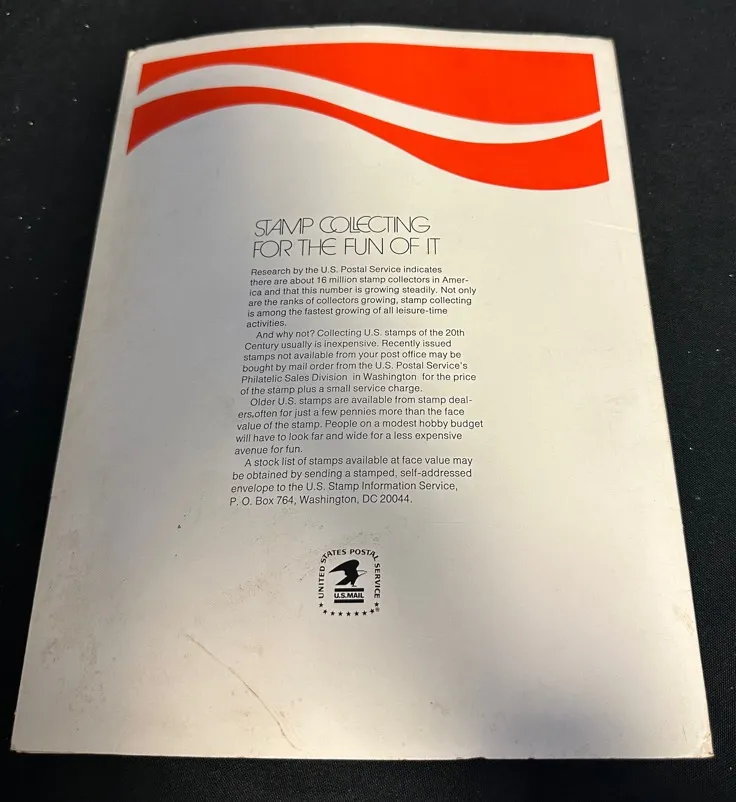 STAMP COLLECTING
FOR THE FUN OF IT
Research by the U.S. Postal Service indicates
there are about 16 million stamp collectors in Amer-
ica and that this number is growing steadily. Not only
are the ranks of collectors growing, stamp collecting
is among the fastest growing of all leisure-time
activities.
And why not? Collecting U.S. stamps of the 20th
Century usually is inexpensive. Recently issued
stamps not available from your post office may be
bought by mail order from the U.S. Postal Service's
Philatelic Sales Division in Washington for the price
of the stamp plus a small service charge.
Older U.S. stamps are available from stamp deal-
ers,often for just a few pennies more than the face
value of the stamp. People on a modest hobby budget
will have to look far and wide for a less expensive
avenue for fun.
A stock list of stamps available at face value may
be obtained by sending a stamped, self-addressed
envelope to the U.S. Stamp Information Service,
P. O. Box 764, Washington, DC 20044.
UNITED STATES POSTAL SERVICE
U.S.MAIL
®